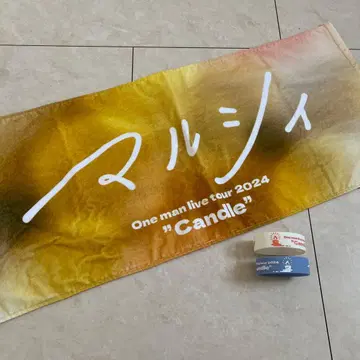 マルシィ
One man live tour 2024
"Candle"